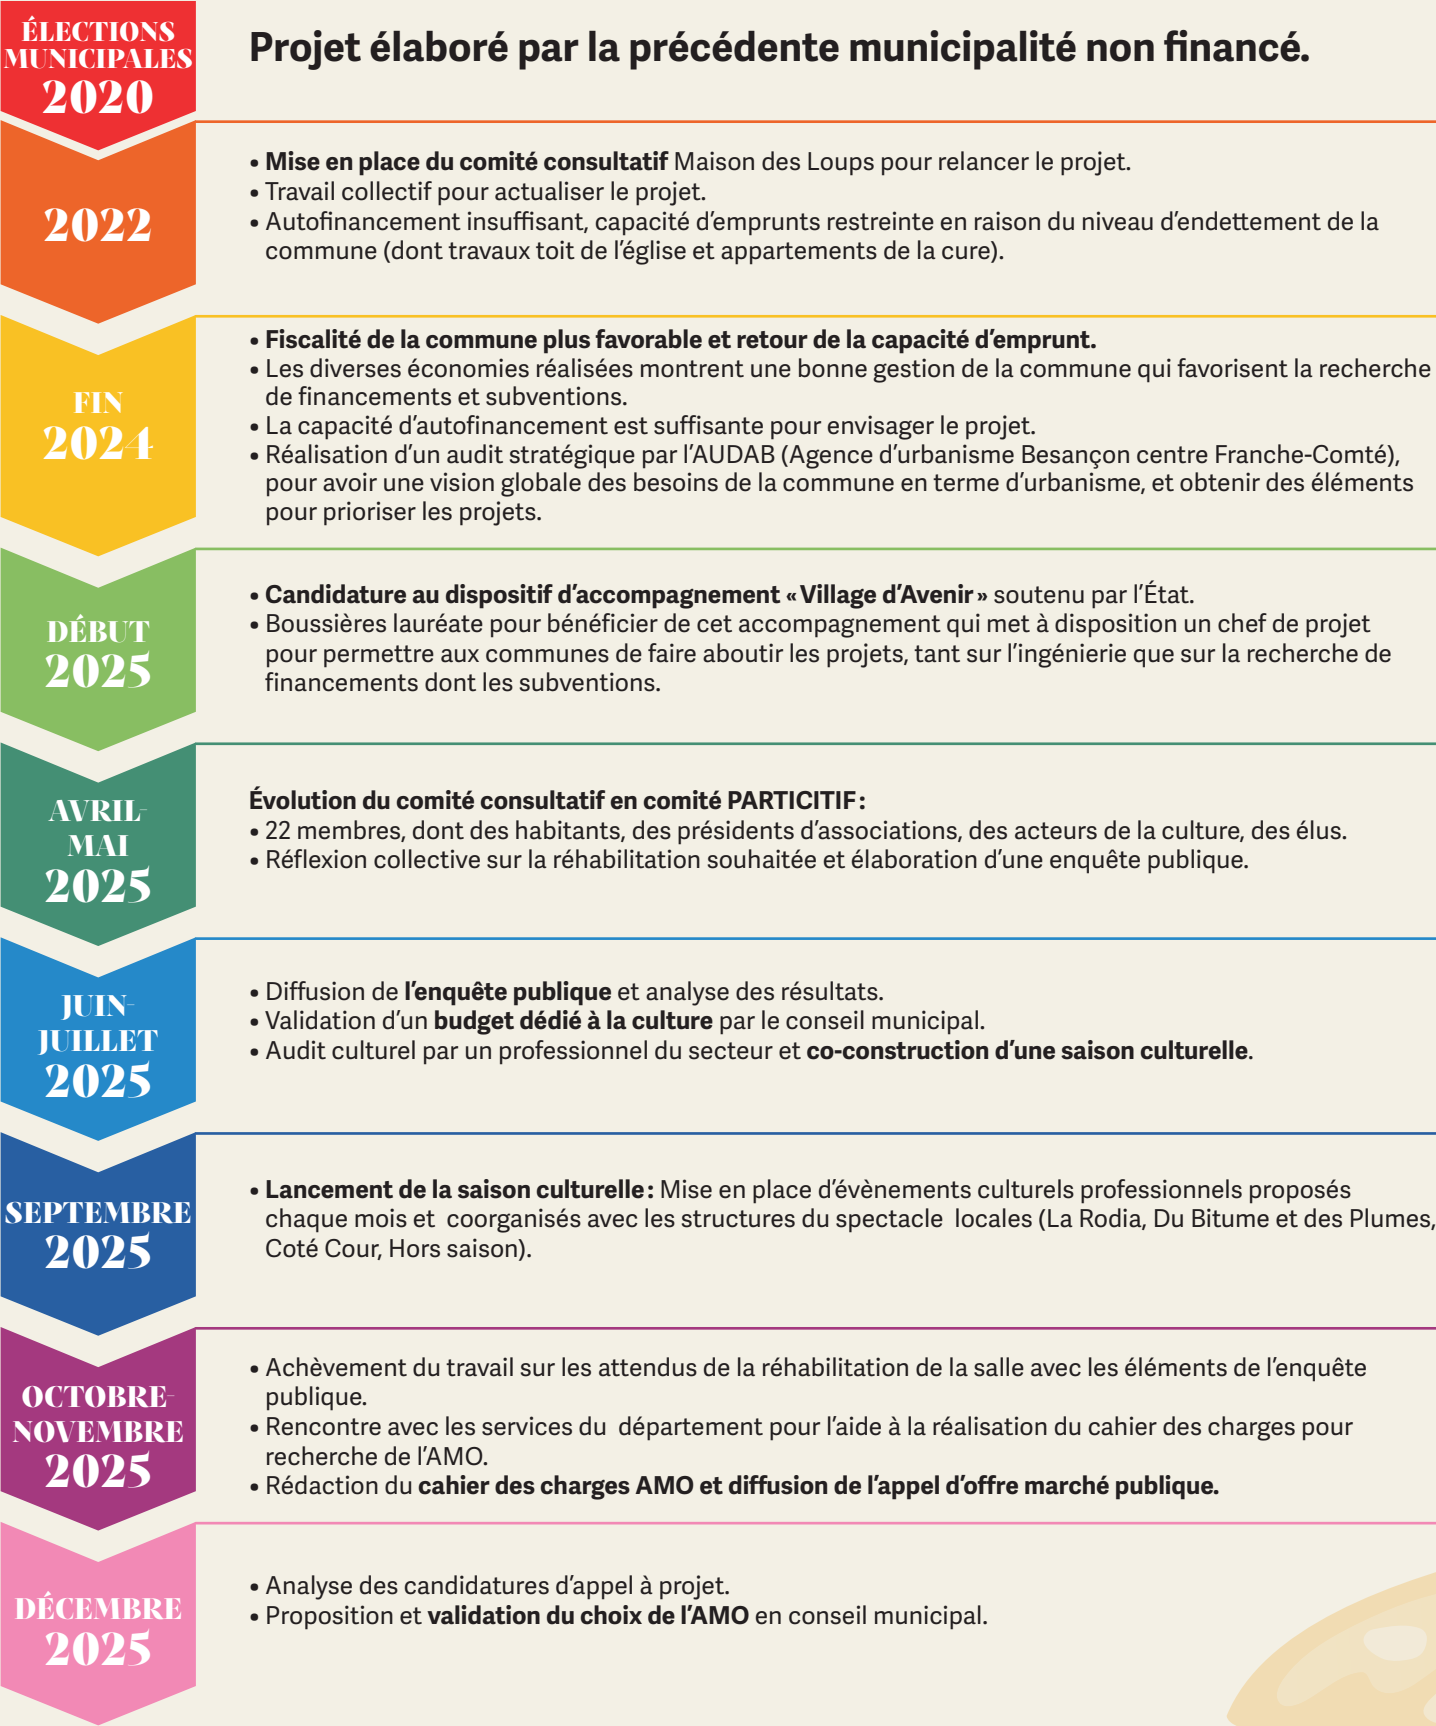 ÉLECTIONS
MUNICIPALES
2020
Projet élaboré par la précédente municipalité non financé.
2022
• Mise en place du comité consultatif Maison des Loups pour relancer le projet.
• Travail collectif pour actualiser le projet.
• Autofinancement insuffisant, capacité d’emprunts restreinte en raison du niveau d’endettement de la
commune (dont travaux toit de l’église et appartements de la cure).
FIN
2024
• Fiscalité de la commune plus favorable et retour de la capacité d’emprunt.
• Les diverses économies réalisées montrent une bonne gestion de la commune qui favorisent la recherche
de financements et subventions.
• La capacité d’autofinancement est suffisante pour envisager le projet.
• Réalisation d’un audit stratégique par l’AUDAB (Agence d’urbanisme Besançon centre Franche-Comté),
pour avoir une vision globale des besoins de la commune en terme d’urbanisme, et obtenir des éléments
pour prioriser les projets.
DÉBUT
2025
• Candidature au dispositif d’accompagnement « Village d’Avenir » soutenu par l’État.
• Boussières lauréate pour bénéficier de cet accompagnement qui met à disposition un chef de projet
pour permettre aux communes de faire aboutir les projets, tant sur l’ingénierie que sur la recherche de
financements dont les subventions.
AVRIL-
MAI
2025
Évolution du comité consultatif en comité PARTICITIF :
• 22 membres, dont des habitants, des présidents d’associations, des acteurs de la culture, des élus.
• Réflexion collective sur la réhabilitation souhaitée et élaboration d’une enquête publique.
JUIN-
JUILLET
2025
• Diffusion de l’enquête publique et analyse des résultats.
• Validation d’un budget dédié à la culture par le conseil municipal.
• Audit culturel par un professionnel du secteur et co-construction d’une saison culturelle.
SEPTEMBRE
2025
• Lancement de la saison culturelle : Mise en place d’évènements culturels professionnels proposés
chaque mois et coorganisés avec les structures du spectacle locales (La Rodia, Du Bitume et des Plumes,
Coté Cour, Hors saison).
OCTOBRE-
NOVEMBRE
2025
• Achèvement du travail sur les attendus de la réhabilitation de la salle avec les éléments de l’enquête
publique.
• Rencontre avec les services du département pour l’aide à la réalisation du cahier des charges pour
recherche de l’AMO.
• Rédaction du cahier des charges AMO et diffusion de l’appel d’offre marché publique.
DÉCEMBRE
2025
• Analyse des candidatures d’appel à projet.
• Proposition et validation du choix de l’AMO en conseil municipal.